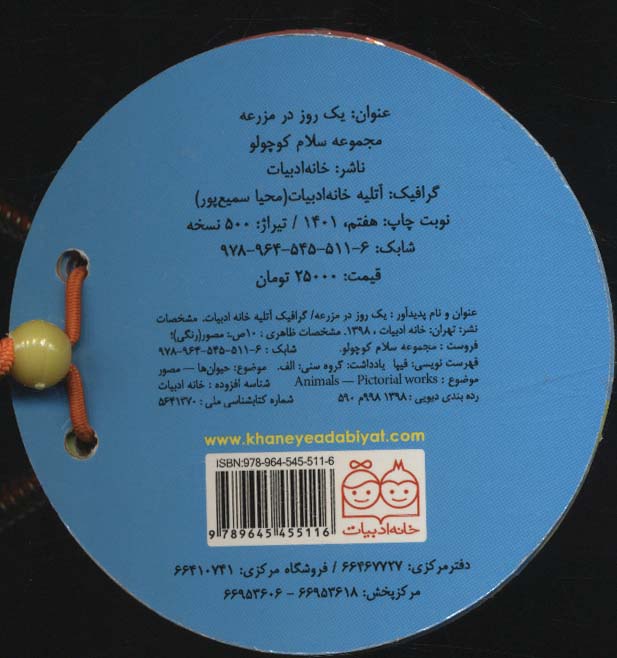 عنوان: یک روز در مزرعه
مجموعه سلام کوچولو
ناشر: خانه‌ادبیات
گرافیک: آتلیه خانه‌ادبیات(محیا سمیع‌پور)
نوبت چاپ: هفتم، ۱۴۰۱ / تیراژ: ۵۰۰ نسخه
شابک: ۶-۵۱۱-۵۴۵-۹۶۴-۹۷۸
قیمت: ۲۵۰۰۰ تومان
عنوان و نام پدیدآور : یک روز در مزرعه/ گرافیک آتلیه خانه ادبیات. مشخصات
نشر: تهران: خانه ادبیات ، ۱۳۹۸. مشخصات ظاهری : ۱۰ص.: مصور(رنگی)؛
فروست : مجموعه سلام کوچولو. شابک : ۶-۵۱۱-۵۴۵-۹۶۴-۹۷۸
فهرست نویسی: فیپا یادداشت: گروه سنی: الف. موضوع: حیوان‌ها — مصور
موضوع : Animals — Pictorial works شناسه افزوده : خانه ادبیات
رده بندی دیویی : ۱۳۹۸ ۹۹۸م ۵۹۰ شماره کتابشناسی ملی : ۵۶۴۱۳۷۰
www.khaneyeadabiyat.com
ISBN:978-964-545-511-6
9 789645 455116
خانه‌ادبیات
دفترمرکزی: ۶۶۴۶۷۷۲۷ / فروشگاه مرکزی: ۶۶۴۱۰۷۴۱
مرکزپخش: ۶۶۹۵۳۶۱۸ - ۶۶۹۵۳۶۰۶